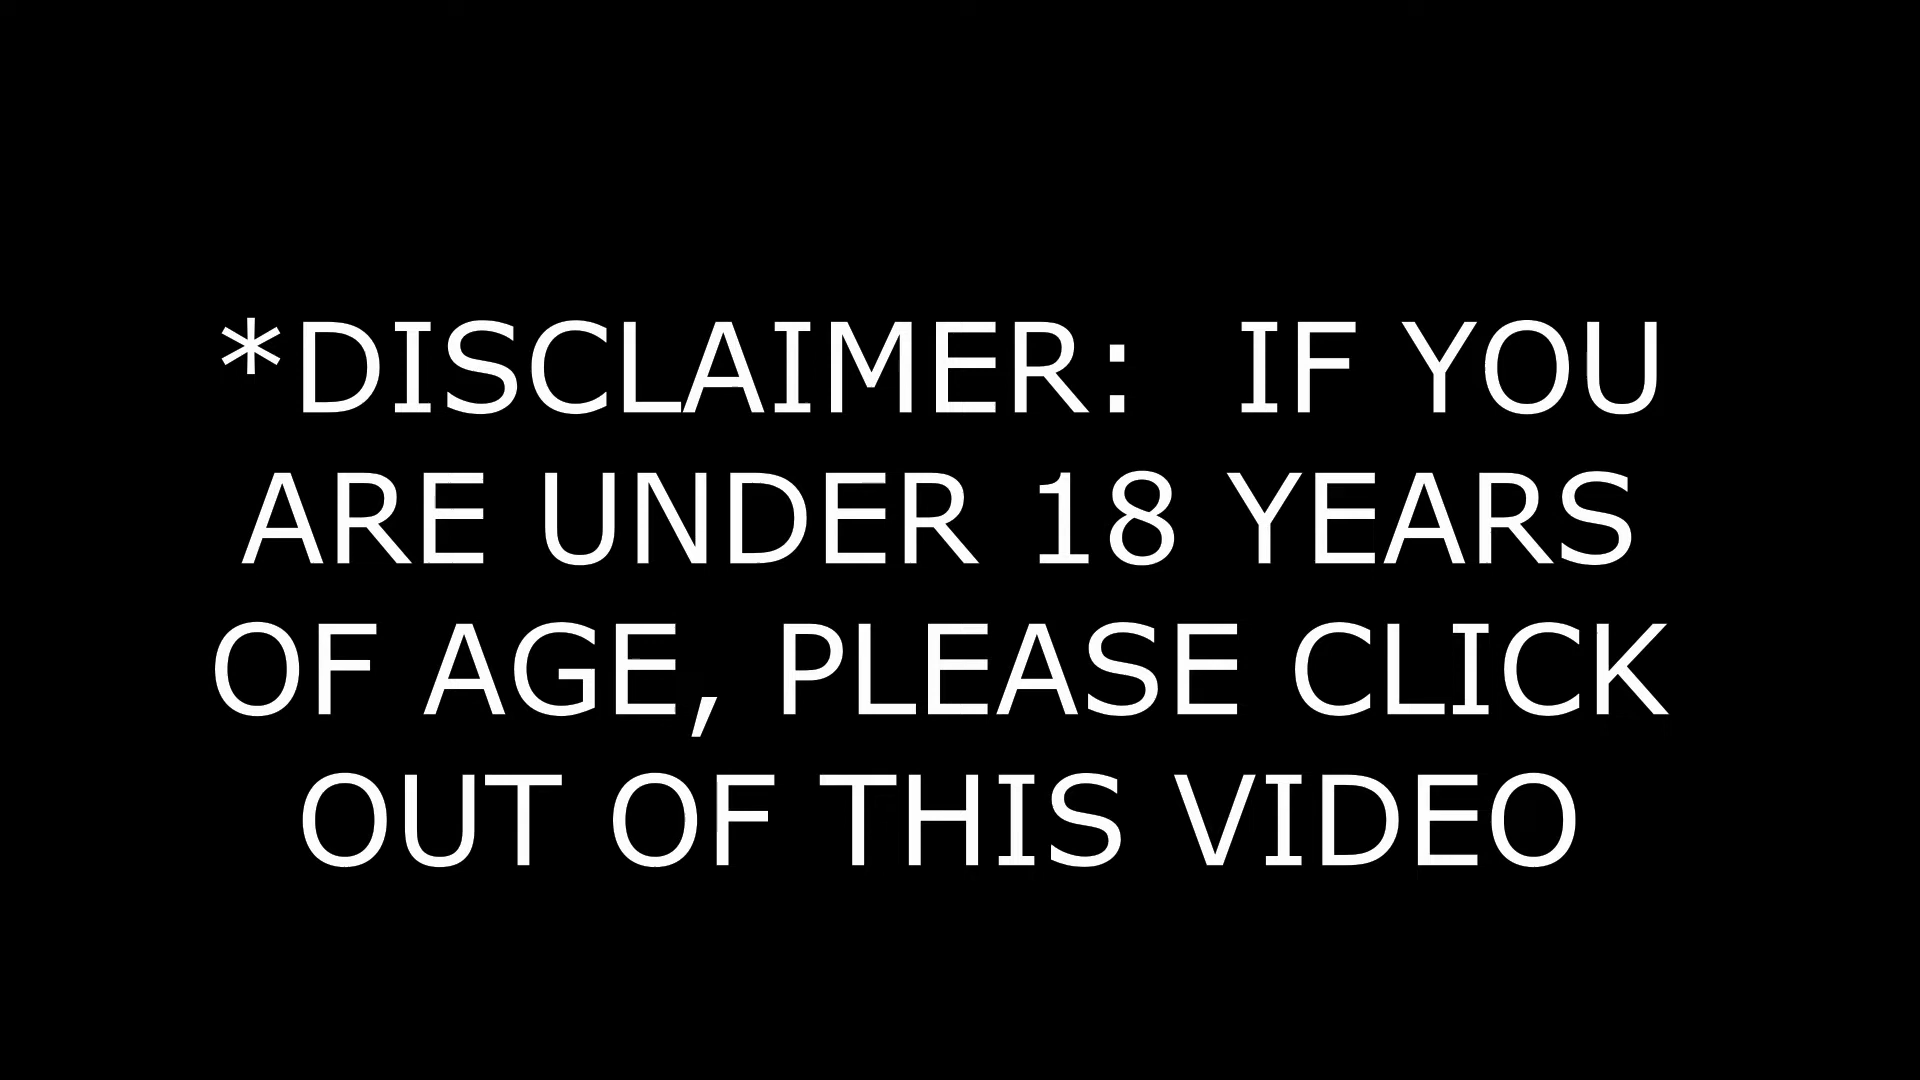 *DISCLAIMER:  IF YOU
ARE UNDER 18 YEARS
OF AGE, PLEASE CLICK
OUT OF THIS VIDEO